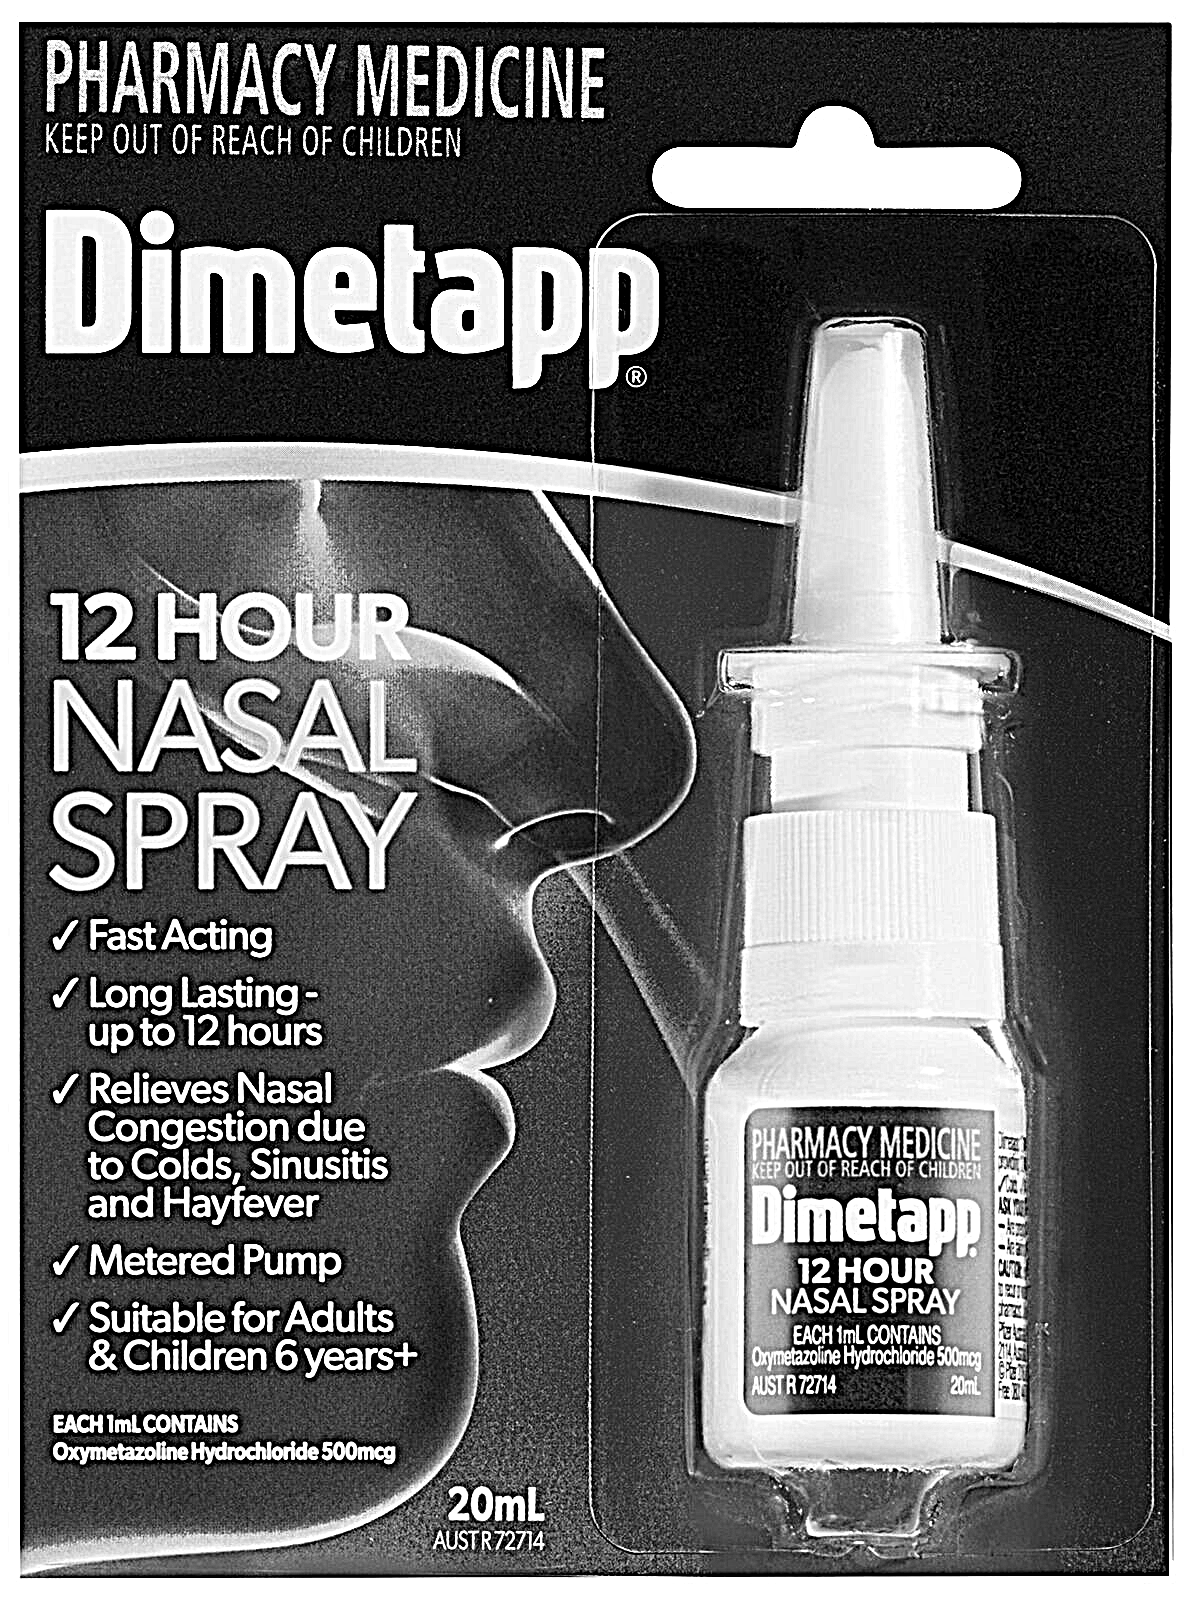 PHARMACY MEDICINE
KEEP OUT OF REACH OF CHILDREN
Dimetapp®
12 HOUR
NASAL
SPRAY
✓ Fast Acting
✓ Long Lasting -
up to 12 hours
✓ Relieves Nasal
Congestion due
to Colds, Sinusitis
and Hayfever
✓ Metered Pump
✓ Suitable for Adults
& Children 6 years+
EACH 1mL CONTAINS
Oxymetazoline Hydrochloride 500mcg
20mL
AUST R 72714
PHARMACY MEDICINE
KEEP OUT OF REACH OF CHILDREN
Dimetapp®
12 HOUR
NASAL SPRAY
EACH 1mL CONTAINS
Oxymetazoline Hydrochloride 500mcg
AUST R 72714 20mL